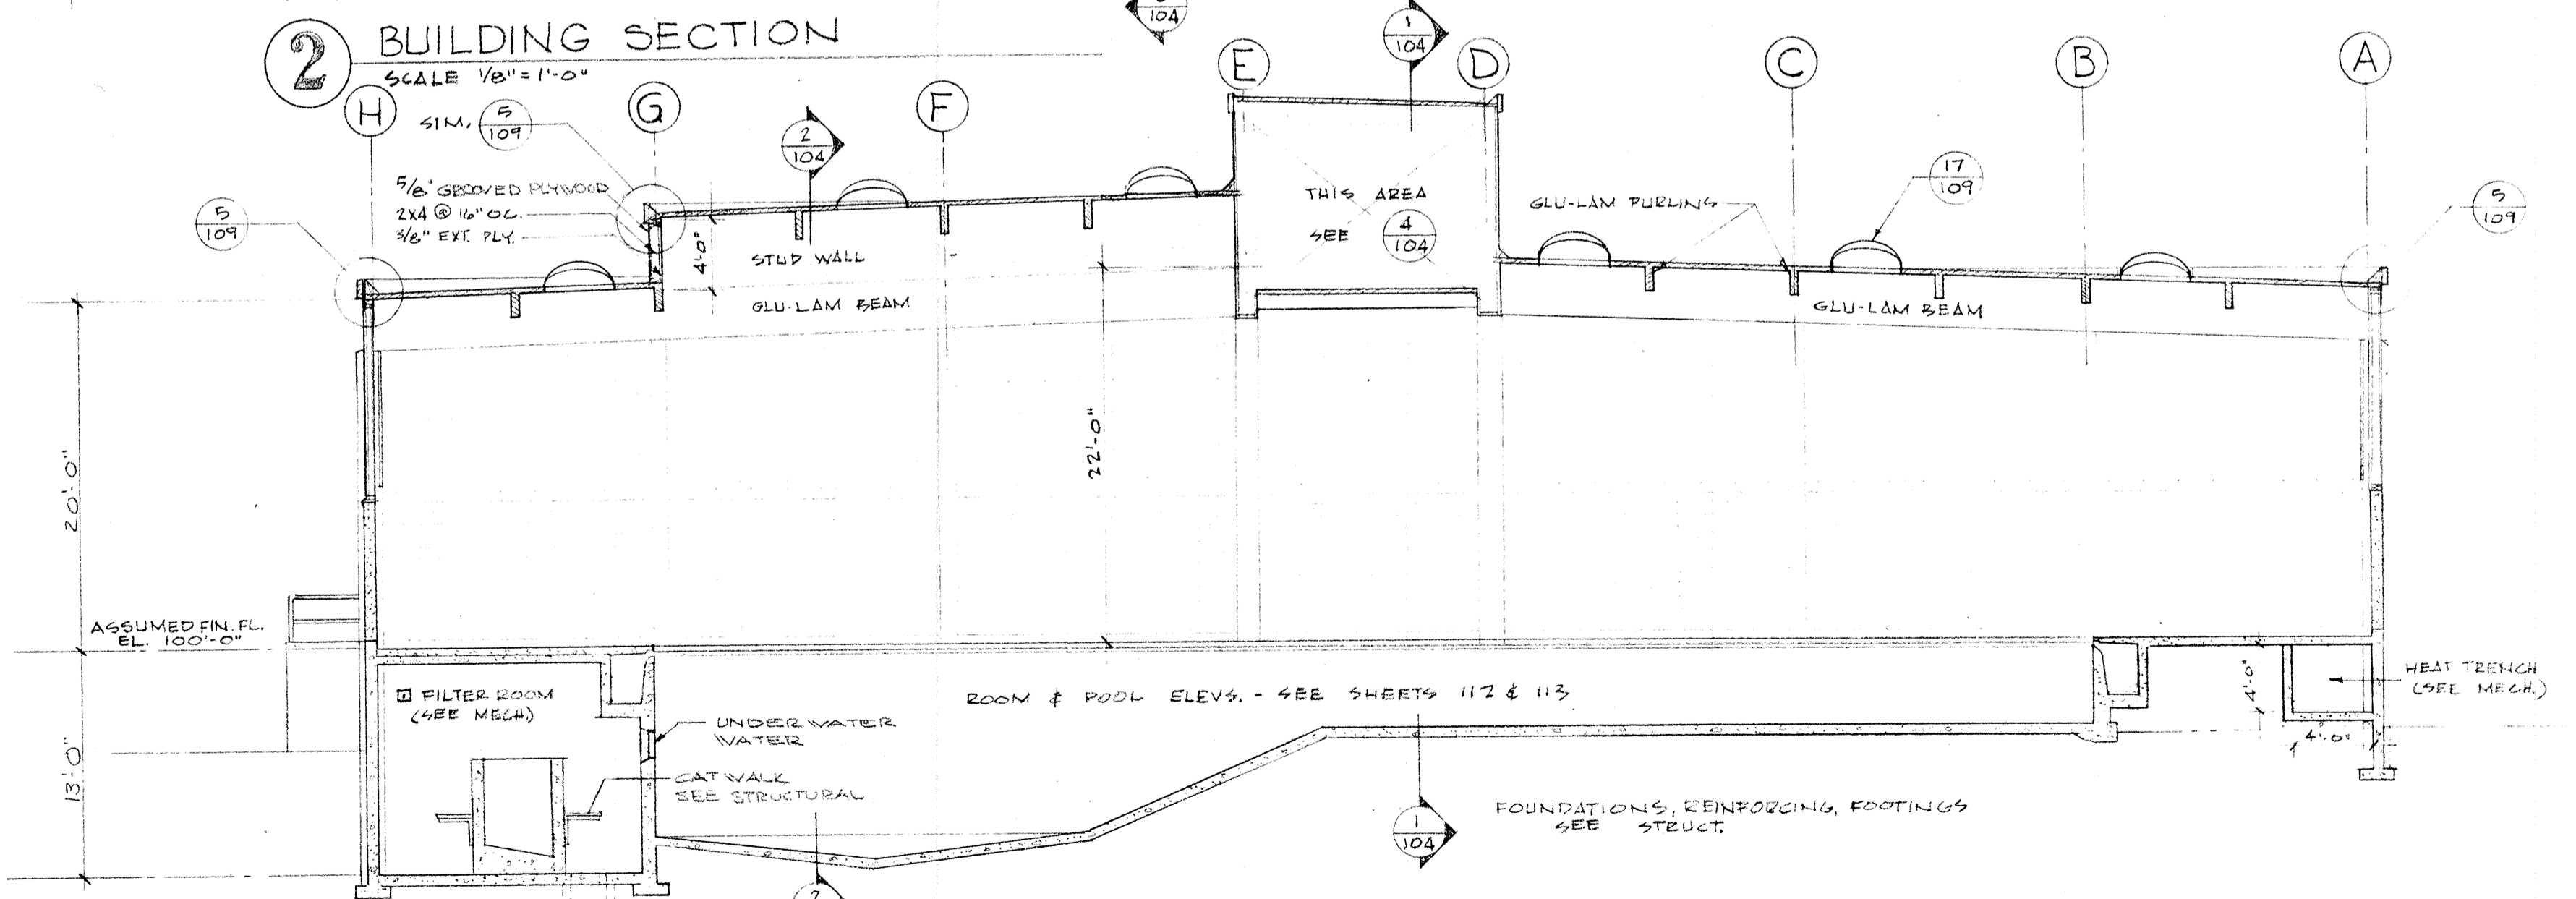 2
BUILDING SECTION
SCALE 1/8" = 1'-0"
104
1
104
H
G
F
E
D
C
B
A
SIM.
5
109
2
104
5/8" GROOVED PLYWOOD
2X4 @ 16" O.C.
3/8" EXT. PLY.
5
109
4'-0"
STUD WALL
GLU-LAM BEAM
THIS AREA
SEE
4
104
GLU-LAM PURLINS
17
109
5
109
GLU-LAM BEAM
20'-0"
22'-0"
ASSUMED FIN. FL.
EL. 100'-0"
FILTER ROOM
(SEE MECH.)
ROOM & POOL ELEVS. - SEE SHEETS 112 & 113
4'-0"
HEAT TRENCH
(SEE MECH.)
UNDER WATER
WATER
4'-0"
13'-0"
CATWALK
SEE STRUCTURAL
1
104
FOUNDATIONS, REINFORCING, FOOTINGS
SEE STRUCT.
2